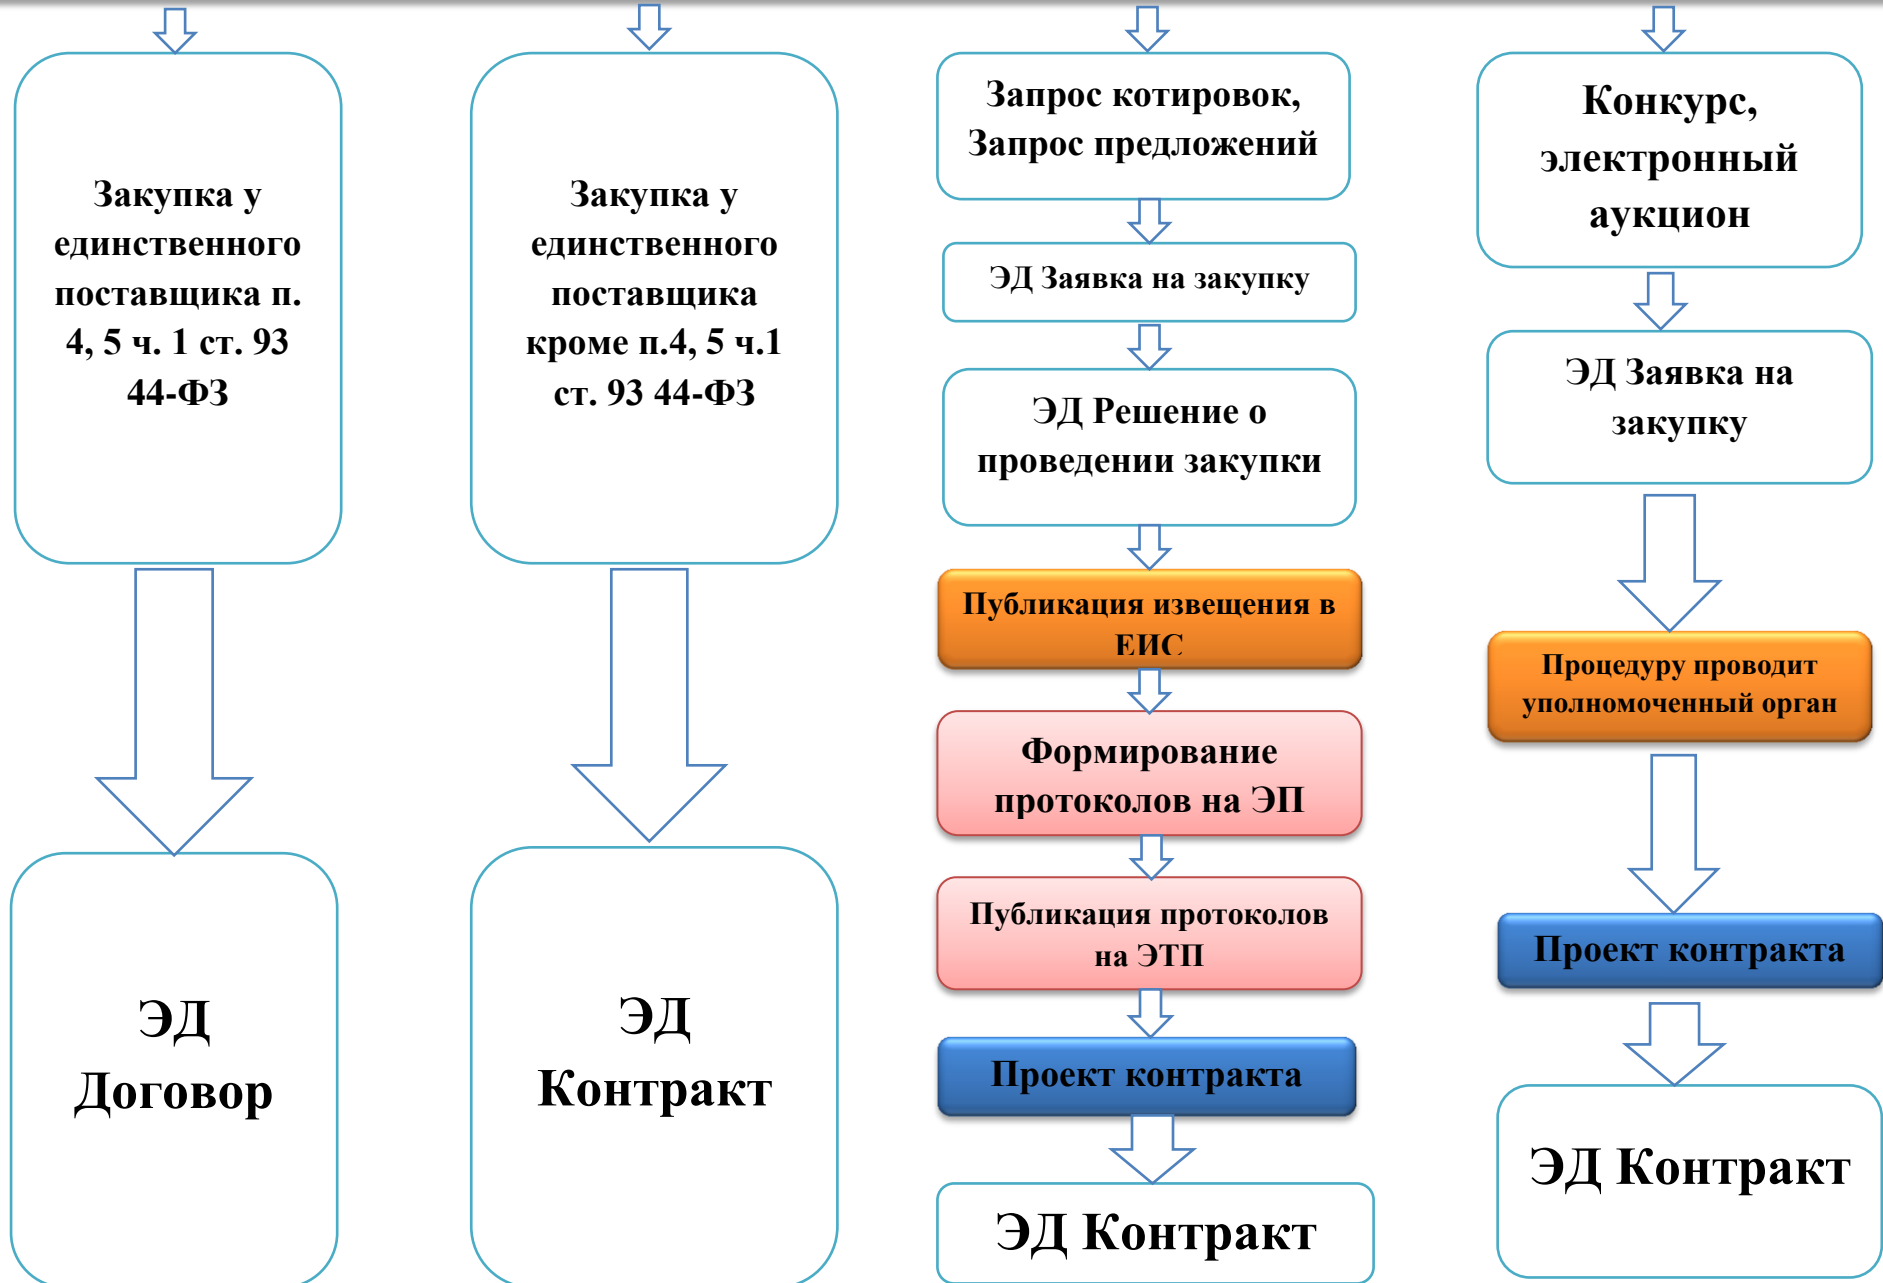 Закупка у
единственного
поставщика п.
4, 5 ч. 1 ст. 93
44-ФЗ
ЭД
Договор
Закупка у
единственного
поставщика
кроме п.4, 5 ч.1
ст. 93 44-ФЗ
ЭД
Контракт
Запрос котировок,
Запрос предложений
ЭД Заявка на закупку
ЭД Решение о
проведении закупки
Публикация извещения в
ЕИС
Формирование
протоколов на ЭП
Публикация протоколов
на ЭТП
Проект контракта
ЭД Контракт
Конкурс,
электронный
аукцион
ЭД Заявка на
закупку
Процедуру проводит
уполномоченный орган
Проект контракта
ЭД Контракт